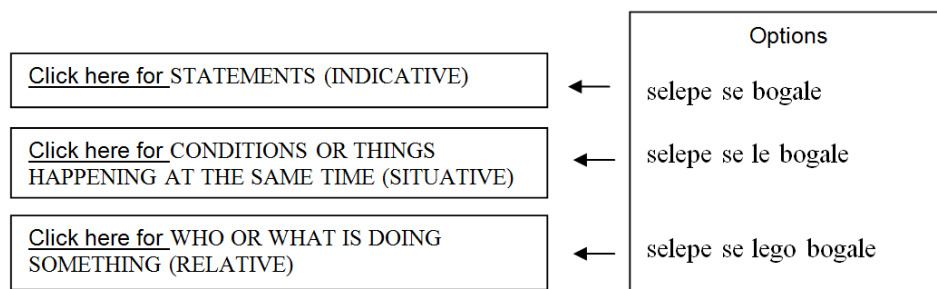 Options
Click here for STATEMENTS (INDICATIVE)
selepe se bogale
Click here for CONDITIONS OR THINGS
HAPPENING AT THE SAME TIME (SITUATIVE)
selepe se le bogale
Click here for WHO OR WHAT IS DOING
SOMETHING (RELATIVE)
selepe se lego bogale